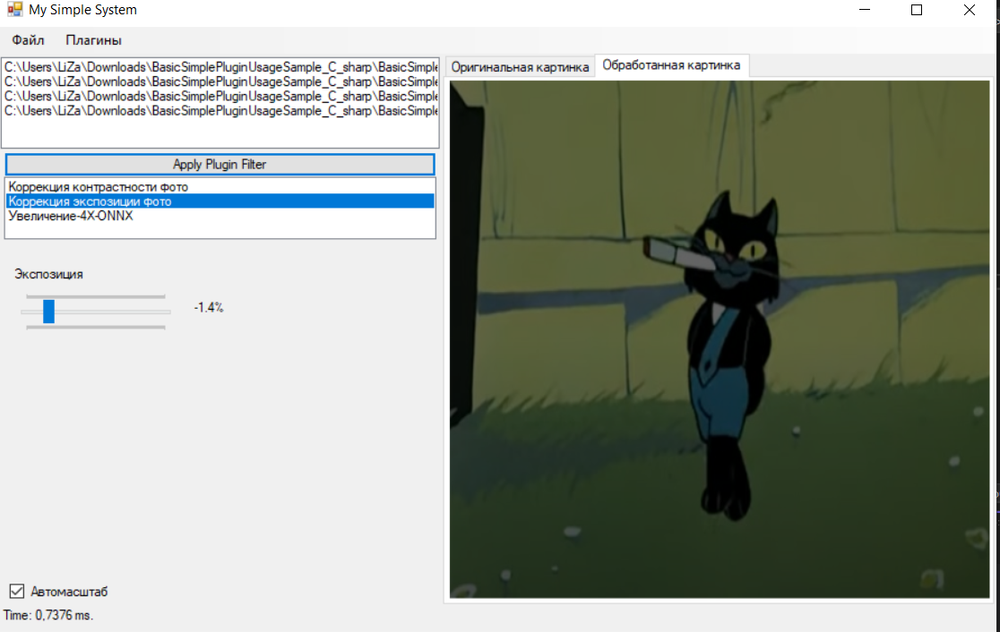 My Simple System
Файл Плагины
C:\Users\LiZa\Downloads\BasicSimplePluginUsageSample_C_sharp\BasicSimple
C:\Users\LiZa\Downloads\BasicSimplePluginUsageSample_C_sharp\BasicSimple
C:\Users\LiZa\Downloads\BasicSimplePluginUsageSample_C_sharp\BasicSimple
C:\Users\LiZa\Downloads\BasicSimplePluginUsageSample_C_sharp\BasicSimple
Оригинальная картинка Обработанная картинка
Apply Plugin Filter
Коррекция контрастности фото
Коррекция экспозиции фото
Увеличение-4X-ONNX
Экспозиция
-1.4%
Автомасштаб
Time: 0,7376 ms.